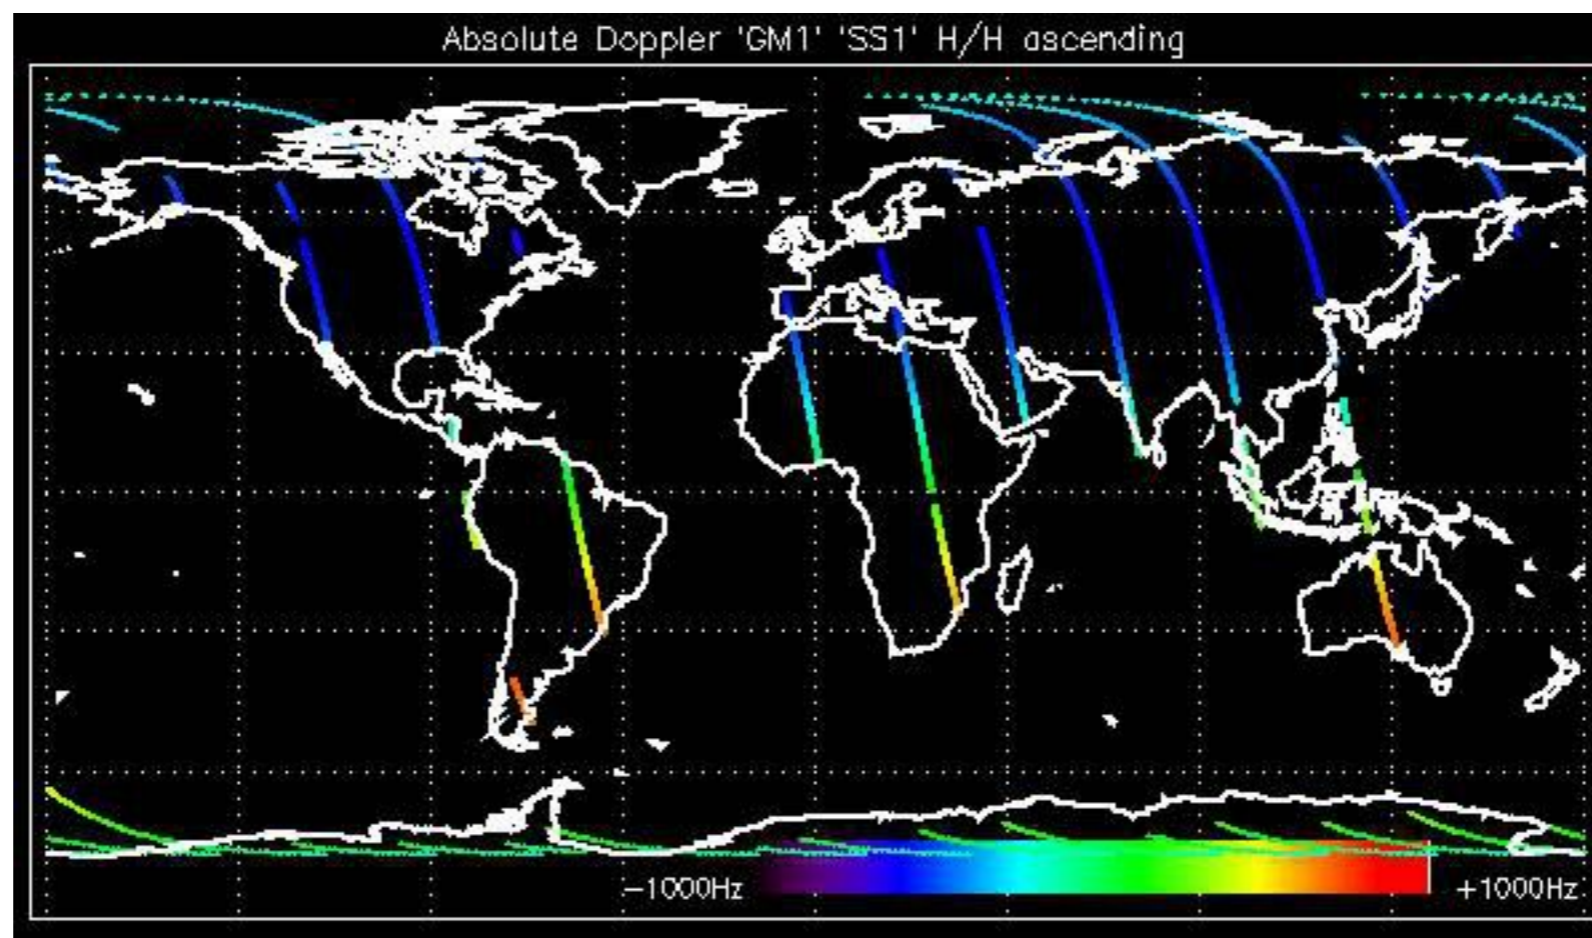 Absolute Doppler 'GM1' 'SS1' H/H ascending
-1000Hz
+1000Hz